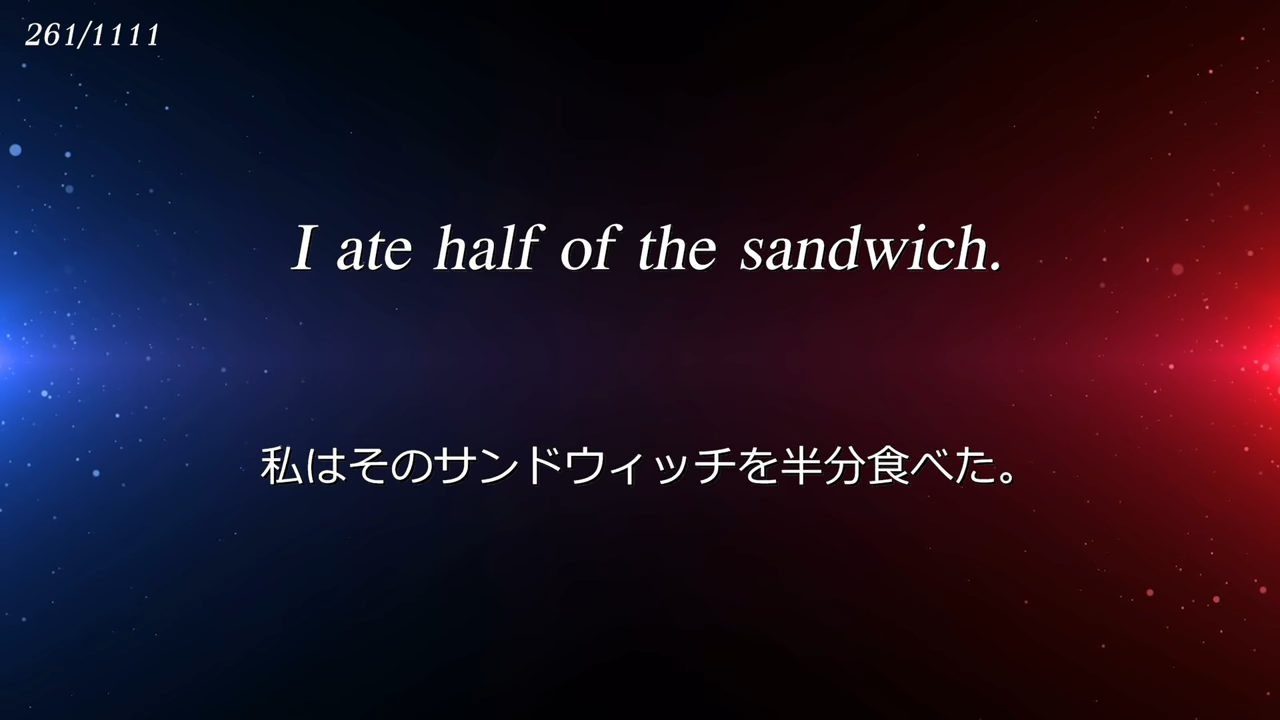 261/1111
I ate half of the sandwich.
私はそのサンドウィッチを半分食べた。